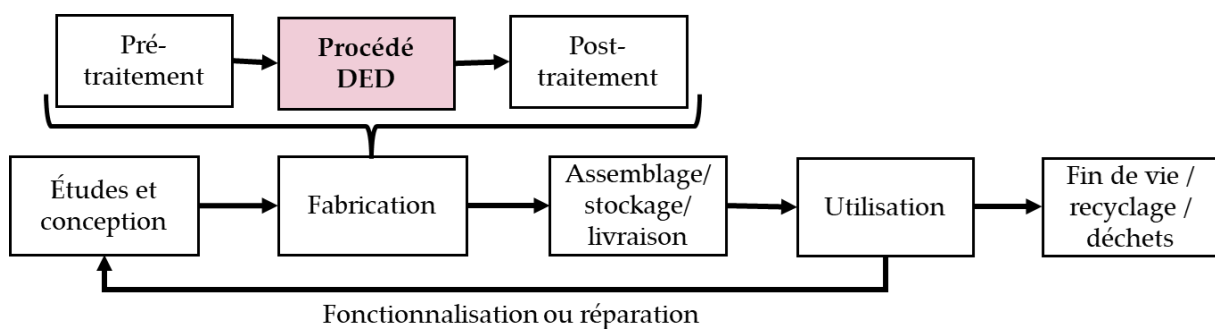 Pré-
traitement
Procédé
DED
Post-
traitement
Études et
conception
Fabrication
Assemblage/
stockage/
livraison
Utilisation
Fin de vie /
recyclage /
déchets
Fonctionnalisation ou réparation